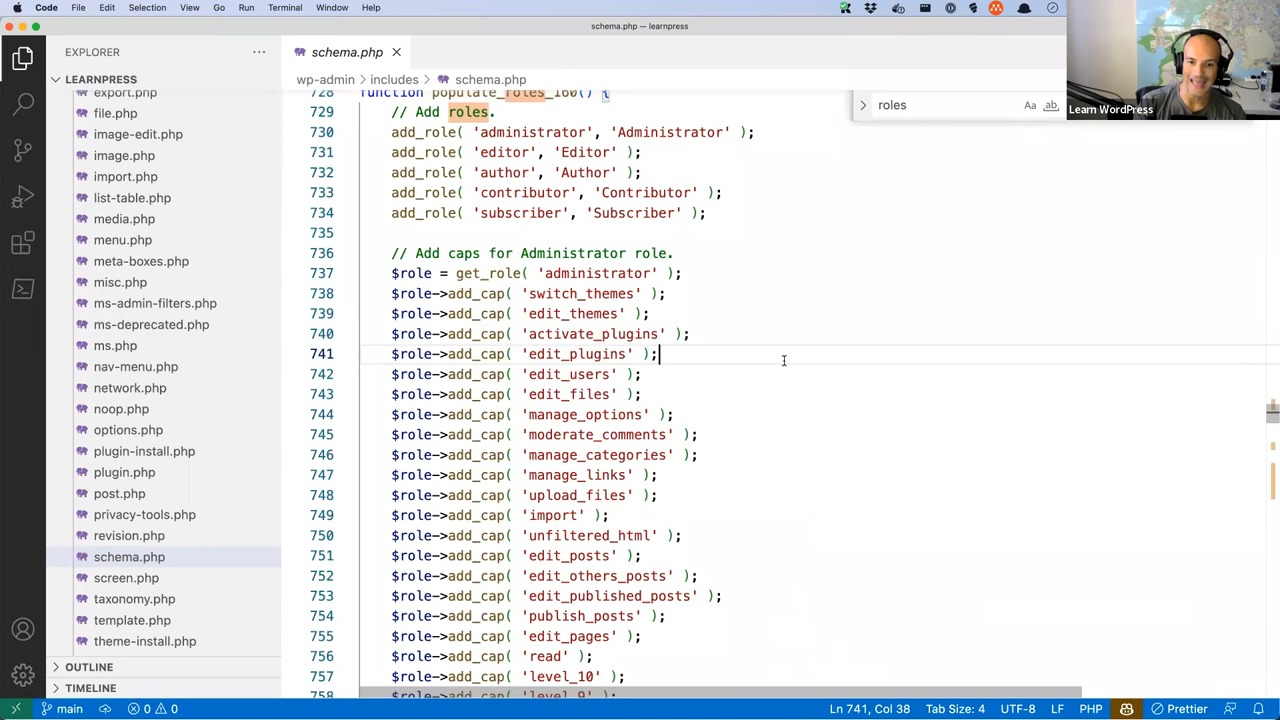 Code File Edit Selection View Go Run Terminal Window Help
schema.php — learnpress
EXPLORER
LEARNPRESS
export.php
file.php
image-edit.php
image.php
import.php
list-table.php
media.php
menu.php
meta-boxes.php
misc.php
ms-admin-filters.php
ms-deprecated.php
ms.php
nav-menu.php
network.php
noop.php
options.php
plugin-install.php
plugin.php
post.php
privacy-tools.php
revision.php
schema.php
screen.php
taxonomy.php
template.php
theme-install.php
OUTLINE
TIMELINE
schema.php
wp-admin > includes > schema.php
roles Aa ab
Learn WordPress
728 function populate_roles_160() {
729 // Add roles.
730 add_role( 'administrator', 'Administrator' );
731 add_role( 'editor', 'Editor' );
732 add_role( 'author', 'Author' );
733 add_role( 'contributor', 'Contributor' );
734 add_role( 'subscriber', 'Subscriber' );
735
736 // Add caps for Administrator role.
737 $role = get_role( 'administrator' );
738 $role->add_cap( 'switch_themes' );
739 $role->add_cap( 'edit_themes' );
740 $role->add_cap( 'activate_plugins' );
741 $role->add_cap( 'edit_plugins' );
742 $role->add_cap( 'edit_users' );
743 $role->add_cap( 'edit_files' );
744 $role->add_cap( 'manage_options' );
745 $role->add_cap( 'moderate_comments' );
746 $role->add_cap( 'manage_categories' );
747 $role->add_cap( 'manage_links' );
748 $role->add_cap( 'upload_files' );
749 $role->add_cap( 'import' );
750 $role->add_cap( 'unfiltered_html' );
751 $role->add_cap( 'edit_posts' );
752 $role->add_cap( 'edit_others_posts' );
753 $role->add_cap( 'edit_published_posts' );
754 $role->add_cap( 'publish_posts' );
755 $role->add_cap( 'edit_pages' );
756 $role->add_cap( 'read' );
757 $role->add_cap( 'level_10' );
758 $role->add_cap( 'level_9' );
main 0 0 Ln 741, Col 38 Tab Size: 4 UTF-8 LF PHP Prettier